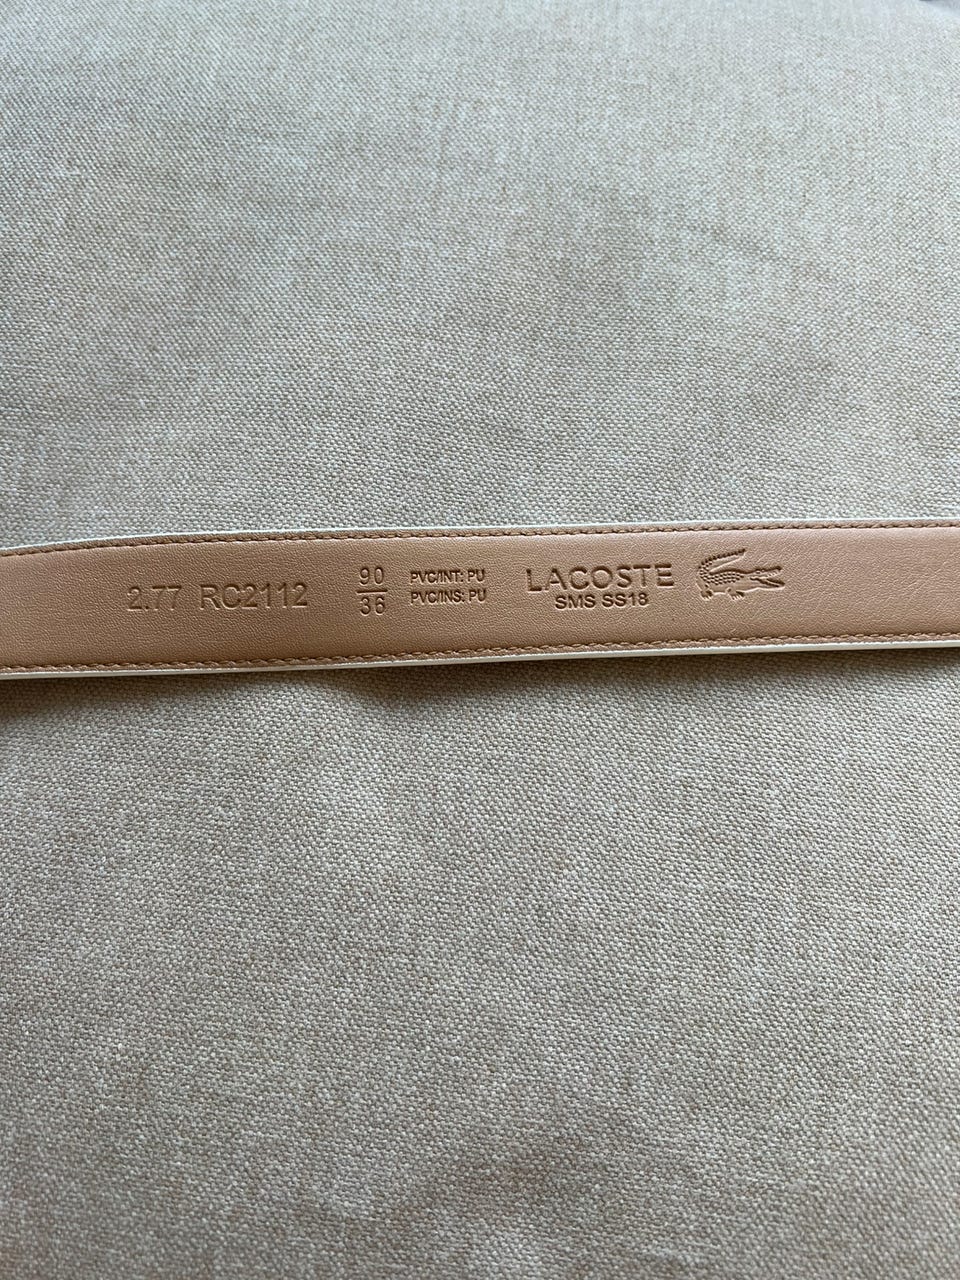 2.77 RC2112
90
36
PVC/INT: PU
PVC/INS: PU
LACOSTE
SMS SS18